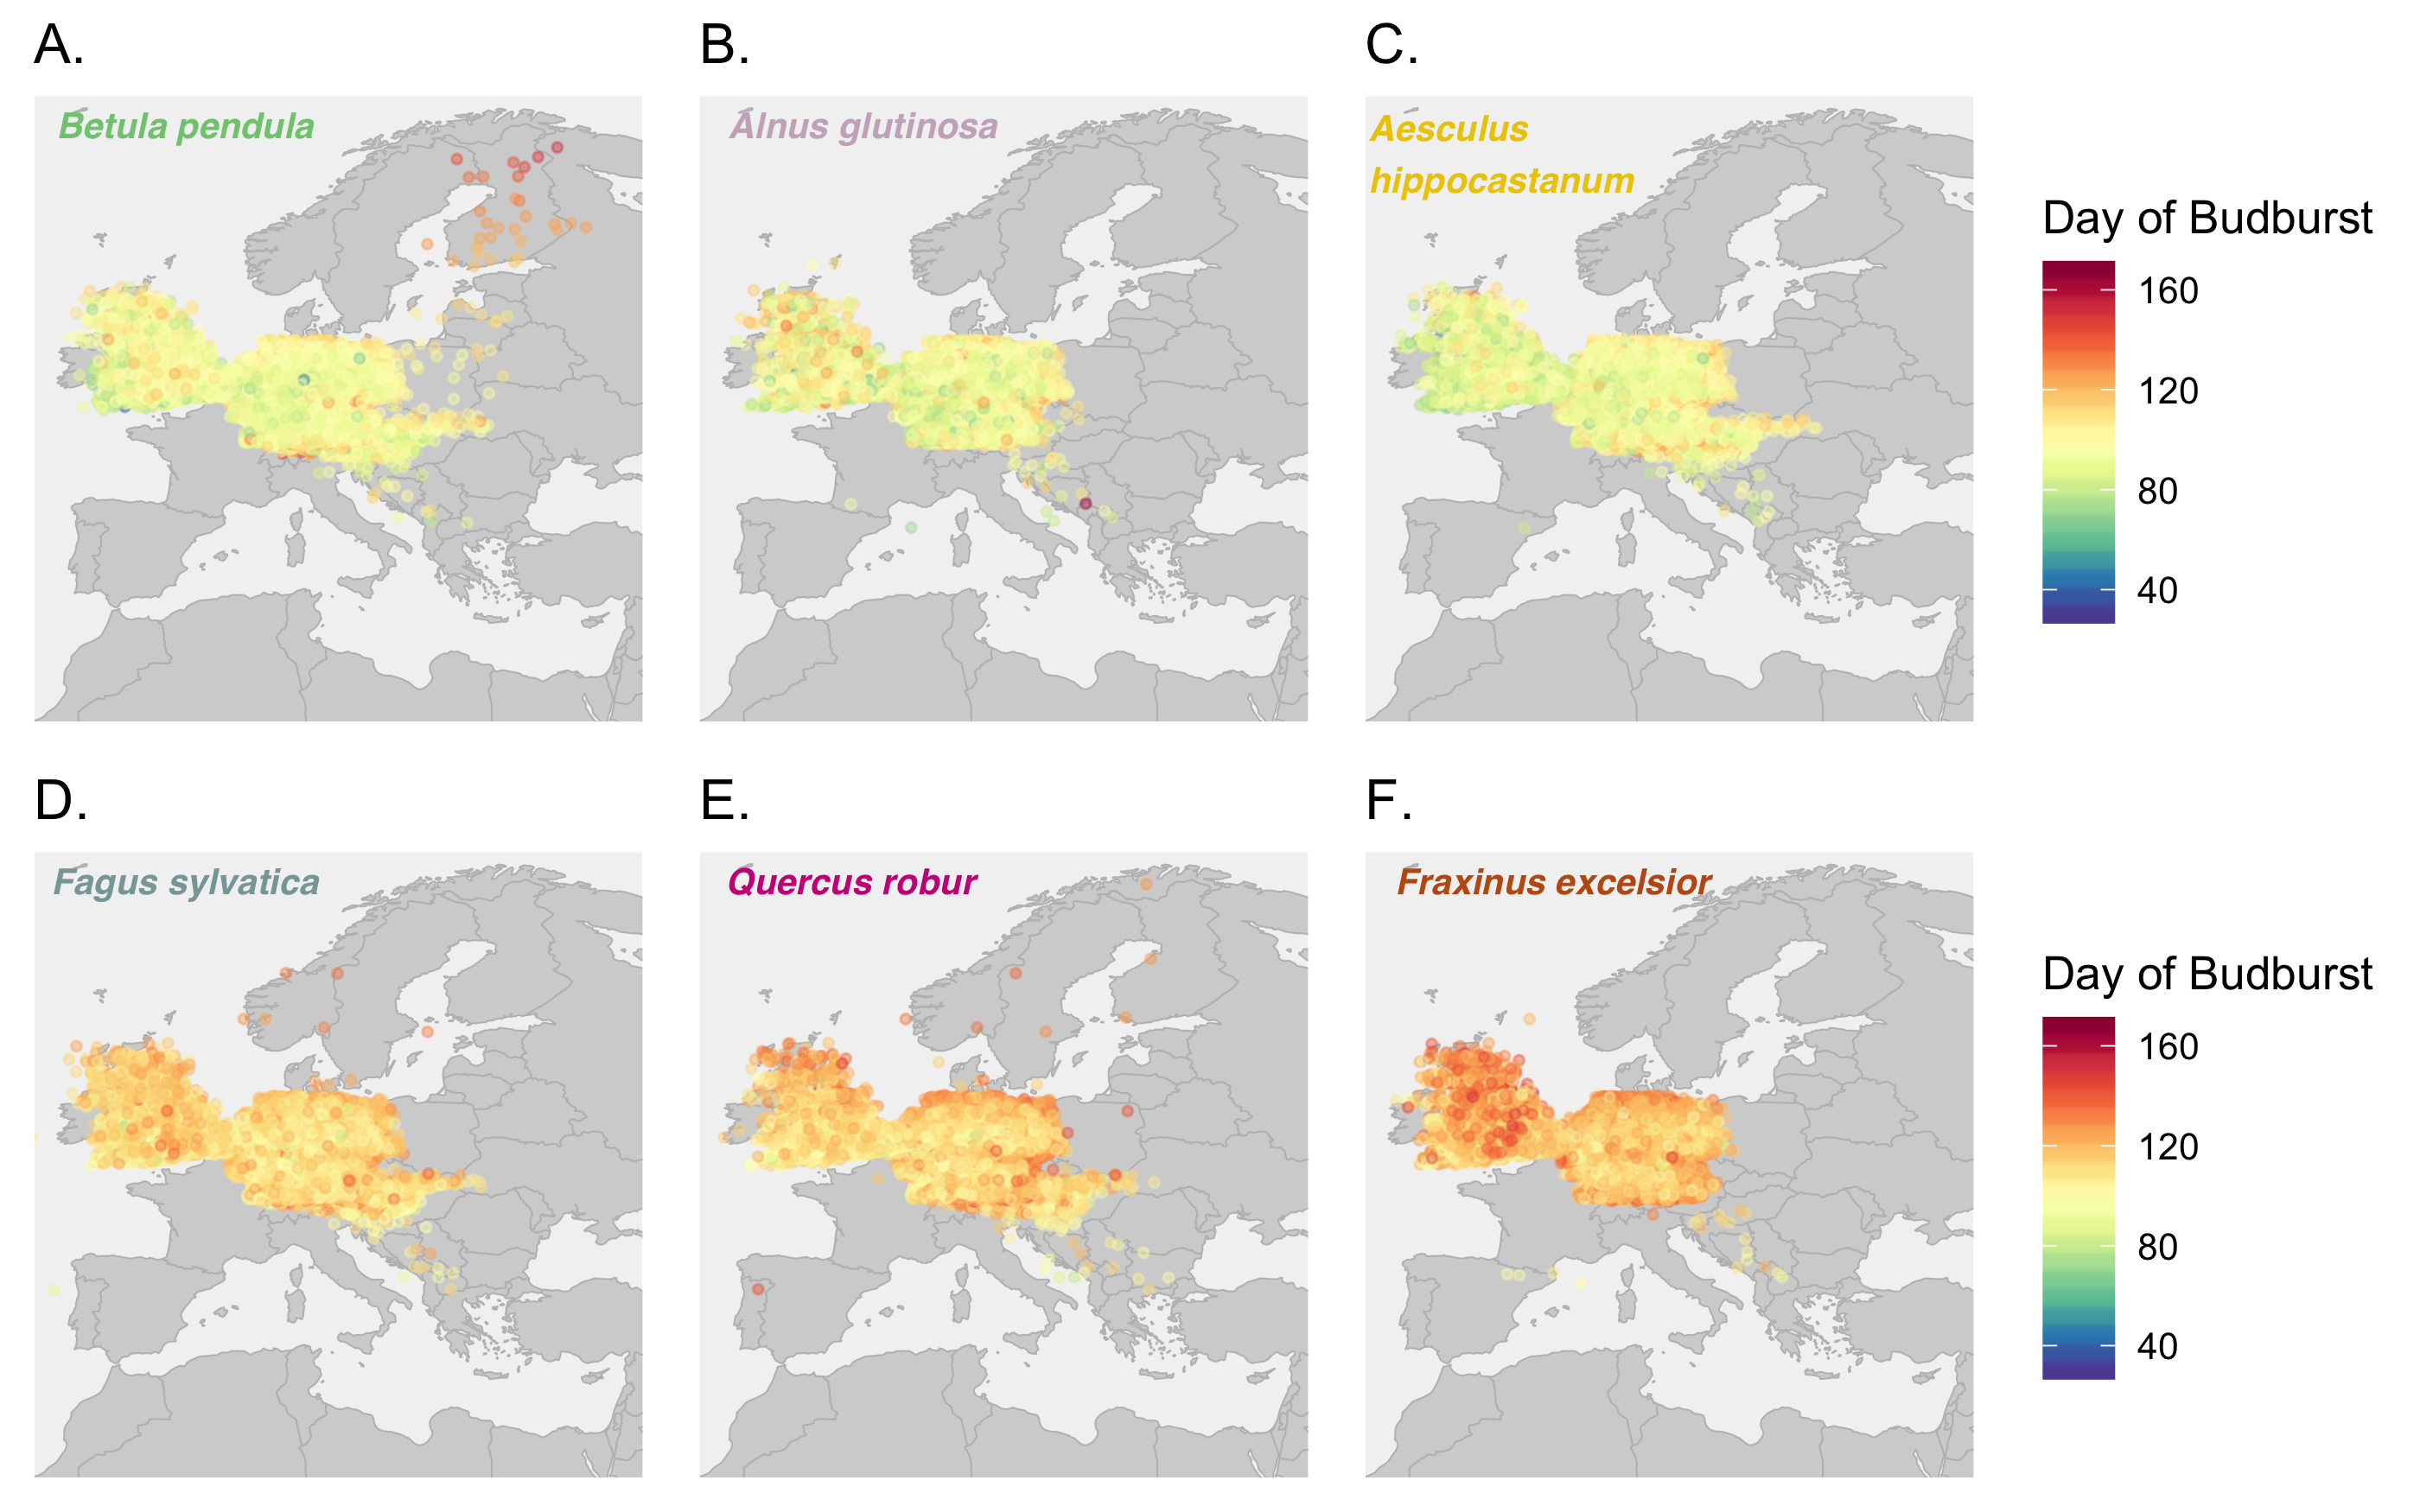 A.
B.
C.
Betula pendula
Alnus glutinosa
Aesculus
hippocastanum
Day of Budburst
160
120
80
40
D.
E.
F.
Fagus sylvatica
Quercus robur
Fraxinus excelsior
Day of Budburst
160
120
80
40